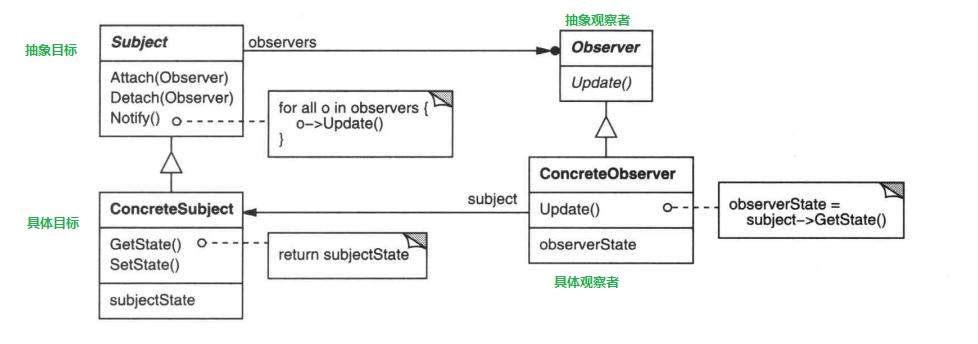 抽象目标
Subject
Attach(Observer)
Detach(Observer)
Notify()
observers
for all o in observers {
o->Update()
}
抽象观察者
Observer
Update()
具体目标
ConcreteSubject
GetState()
SetState()
subjectState
return subjectState
subject
ConcreteObserver
Update()
observerState
具体观察者
observerState =
subject->GetState()